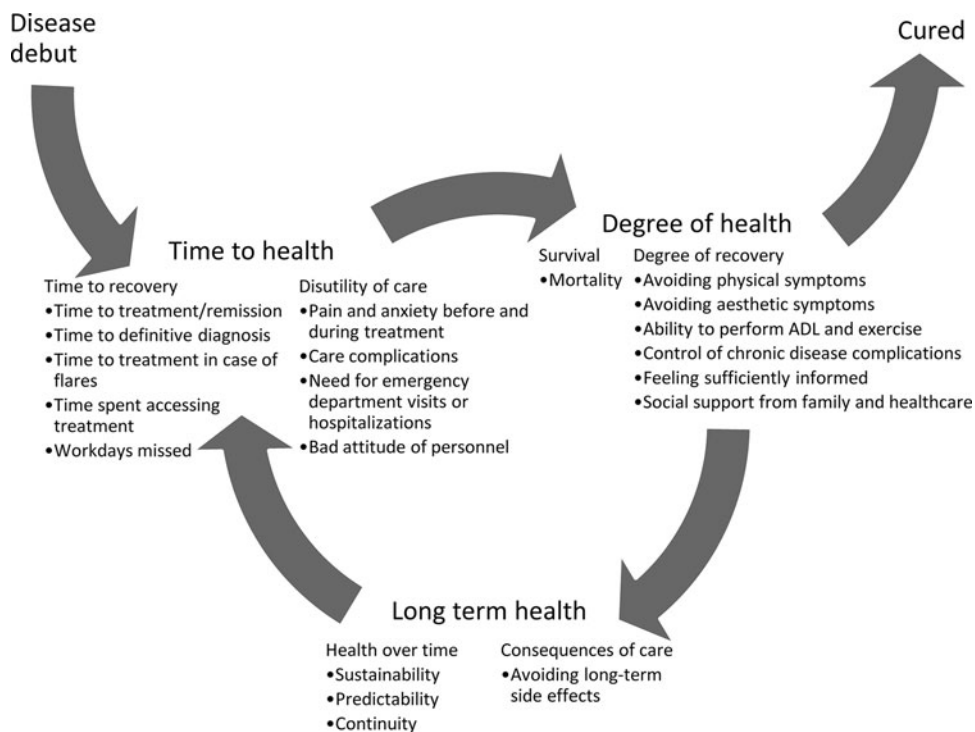 Disease
debut
Cured
Time to health
Time to recovery
•Time to treatment/remission
•Time to definitive diagnosis
•Time to treatment in case of
flares
•Time spent accessing
treatment
•Workdays missed
Disutility of care
•Pain and anxiety before and
during treatment
•Care complications
•Need for emergency
department visits or
hospitalizations
•Bad attitude of personnel
Degree of health
Survival
•Mortality
Degree of recovery
•Avoiding physical symptoms
•Avoiding aesthetic symptoms
•Ability to perform ADL and exercise
•Control of chronic disease complications
•Feeling sufficiently informed
•Social support from family and healthcare
Long term health
Health over time
•Sustainability
•Predictability
•Continuity
Consequences of care
•Avoiding long-term
side effects